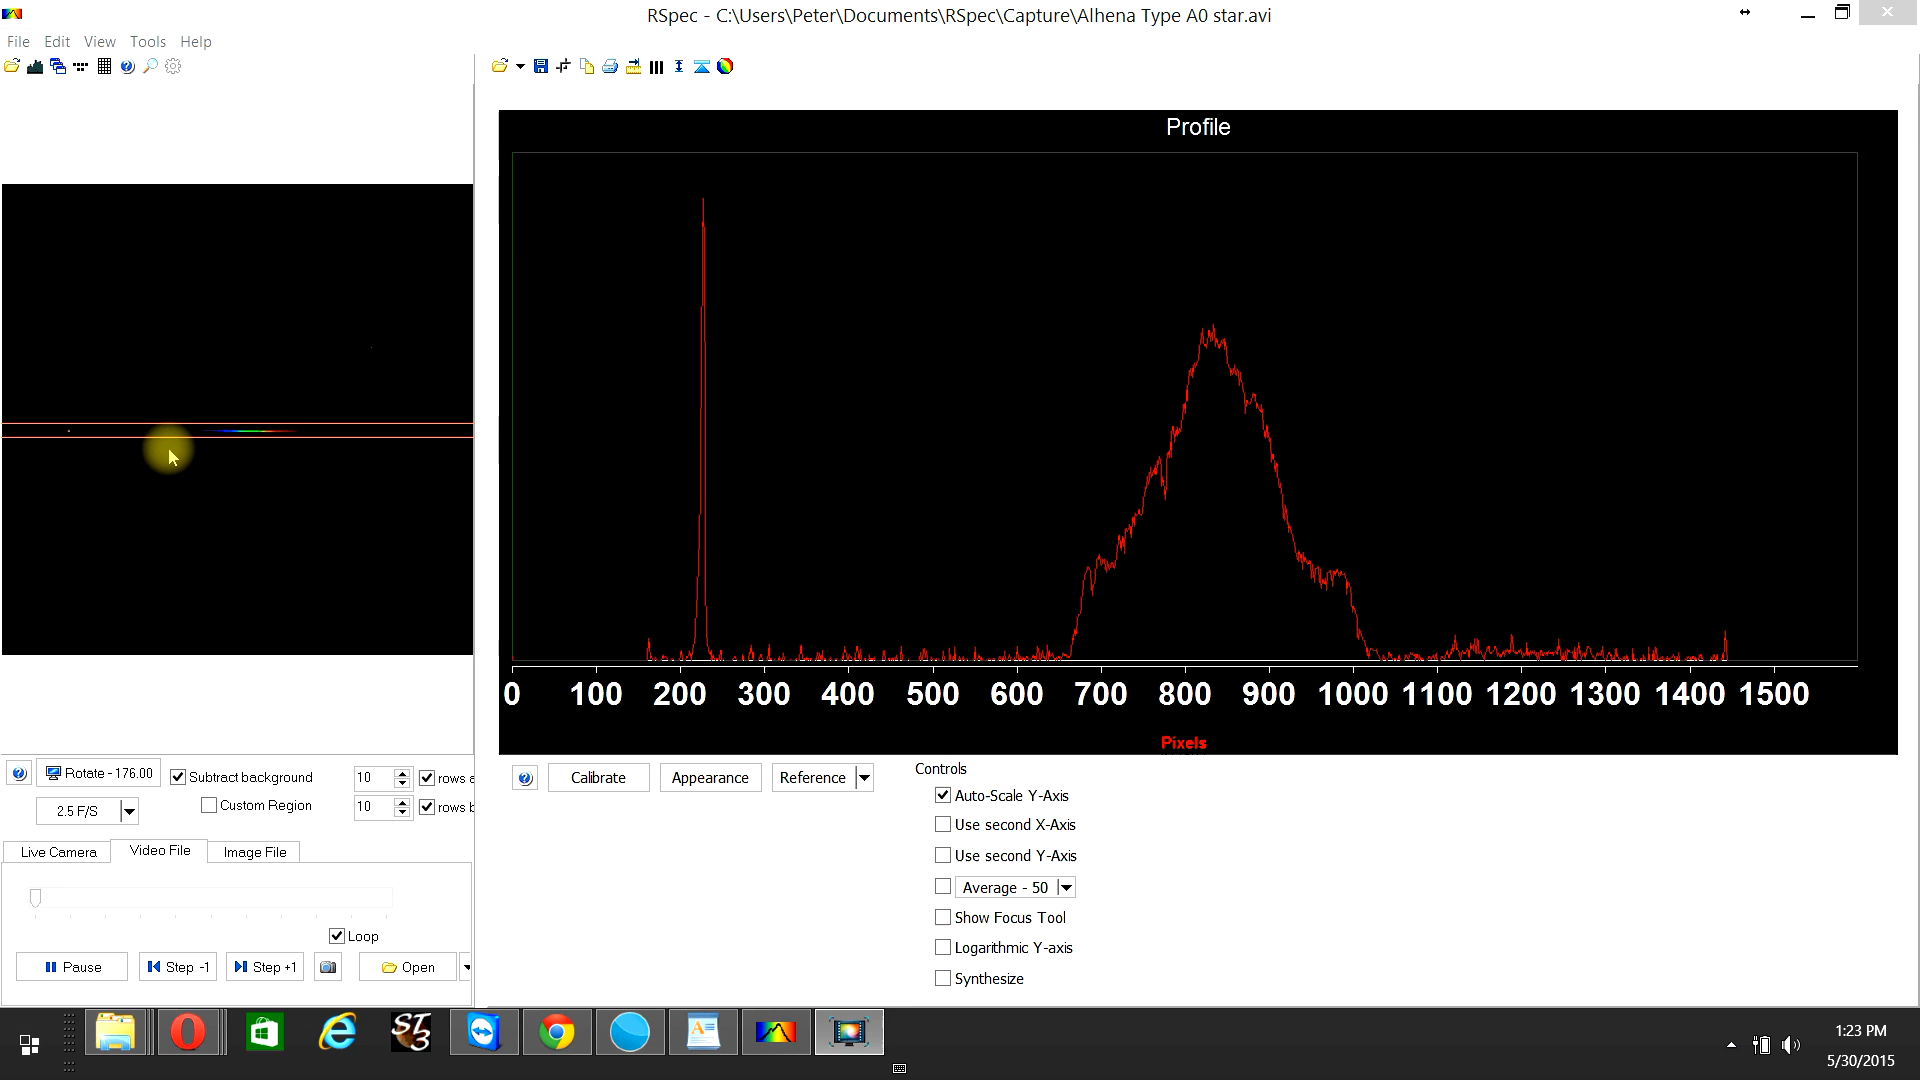 RSpec - C:\Users\Peter\Documents\RSpec\Capture\Alhena Type A0 star.avi
File Edit View Tools Help
Profile
0 100 200 300 400 500 600 700 800 900 1000 1100 1200 1300 1400 1500
Pixels
Rotate - 176.00
Subtract background
10
rows a
2.5 F/S
Custom Region
10
rows b
Live Camera
Video File
Image File
Loop
Pause
Step -1
Step +1
Open
Calibrate
Appearance
Reference
Controls
Auto-Scale Y-Axis
Use second X-Axis
Use second Y-Axis
Average - 50
Show Focus Tool
Logarithmic Y-axis
Synthesize
1:23 PM
5/30/2015